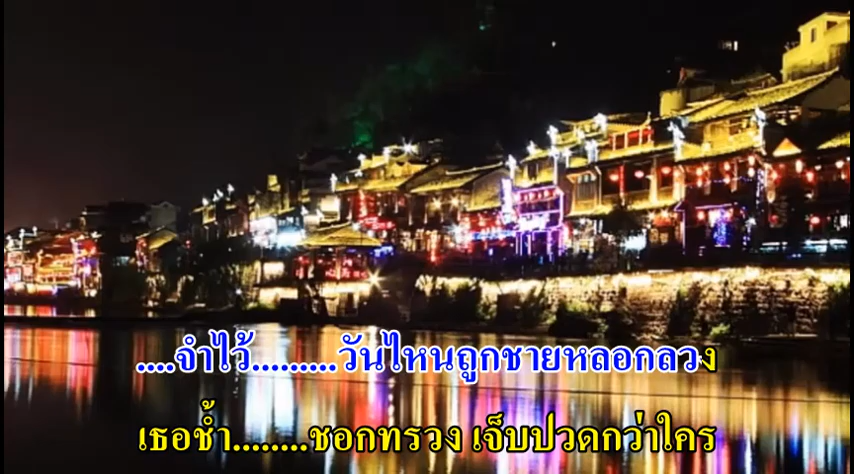 ....จำไว้.........วันไหนถูกชายหลอกลวง
เธอช้ำ........ชอกทรวง เจ็บปวดกว่าใคร